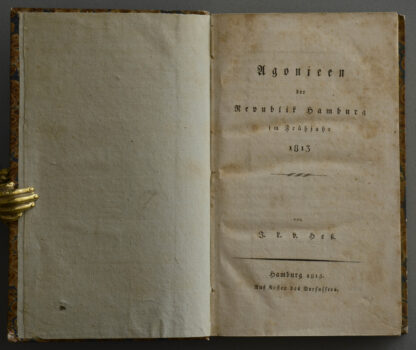 Agonieen
der
Republik Hamburg
im Frühjahr
1813
von
J. L. v. Heß.
Hamburg 1815.
Auf Kosten des Verfassers.